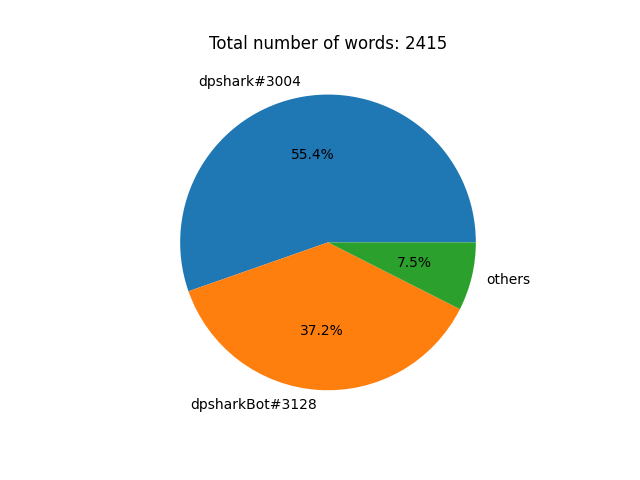 Total number of words: 2415
dpshark#3004
55.4%
7.5%
others
37.2%
dpsharkBot#3128